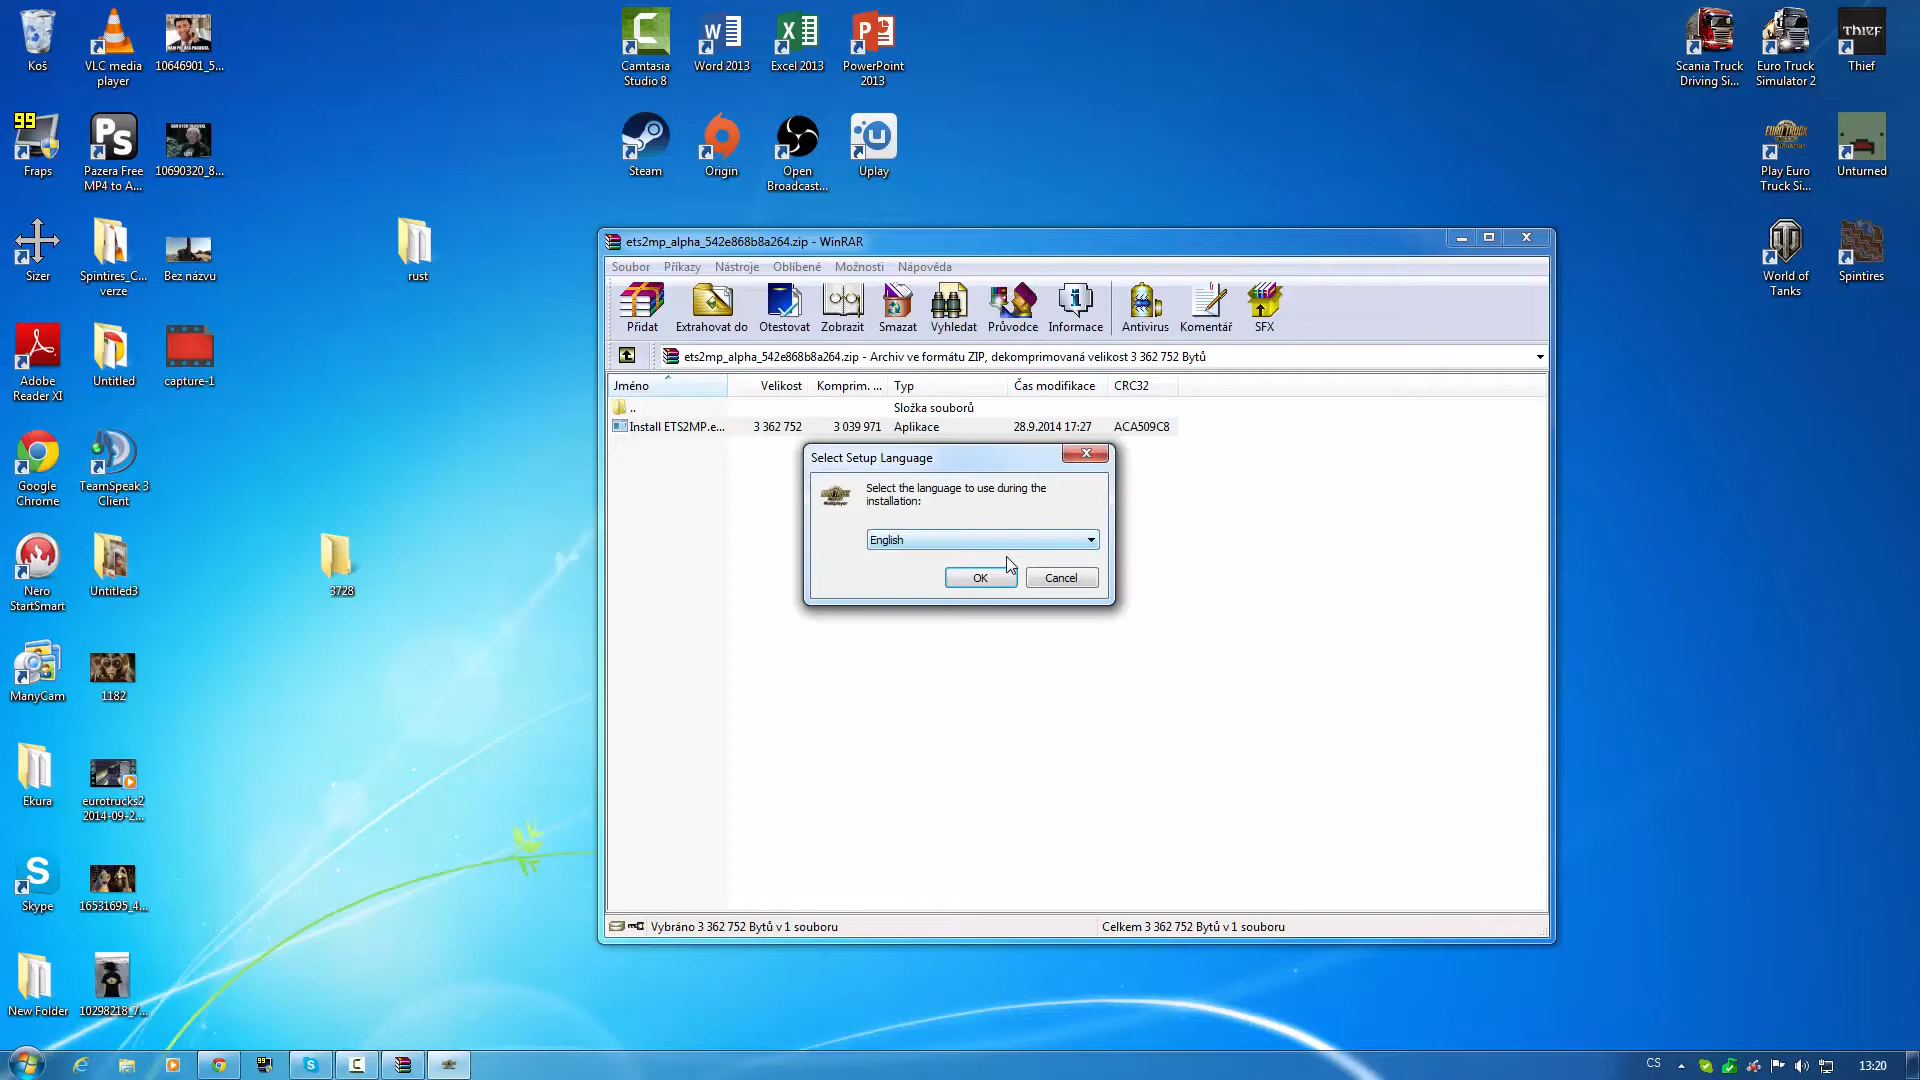 Koš
VLC media
player
10646901_5...
Camtasia
Studio 8
Word 2013
Excel 2013
PowerPoint
2013
Scania Truck
Driving Si...
Euro Truck
Simulator 2
THIEF
Thief
99
Fraps
Ps
Pazera Free
MP4 to A...
10690320_8...
Steam
Origin
Open
Broadcast...
Uplay
Play Euro
Truck Si...
Unturned
Sizer
Spintires_C...
verze
Bez názvu
rust
World of
Tanks
Spintires
Adobe
Reader XI
Untitled
capture-1
Google
Chrome
TeamSpeak 3
Client
Nero
StartSmart
Untitled3
3728
ManyCam
1182
Ekura
eurotrucks2
2014-09-2...
Skype
16531695_4...
New Folder
10298218_7...
ets2mp_alpha_542e868b8a264.zip - WinRAR
Soubor Příkazy Nástroje Oblíbené Možnosti Nápověda
Přidat Extrahovat do Otestovat Zobrazit Smazat Vyhledat Průvodce Informace Antivirus Komentář SFX
ets2mp_alpha_542e868b8a264.zip - Archiv ve formátu ZIP, dekomprimovaná velikost 3 362 752 Bytů
Jméno Velikost Komprim. ... Typ Čas modifikace CRC32
.. Složka souborů
Install ETS2MP.e... 3 362 752 3 039 971 Aplikace 28.9.2014 17:27 ACA509C8
Select Setup Language
Select the language to use during the
installation:
English
OK Cancel
Vybráno 3 362 752 Bytů v 1 souboru Celkem 3 362 752 Bytů v 1 souboru
CS 13:20